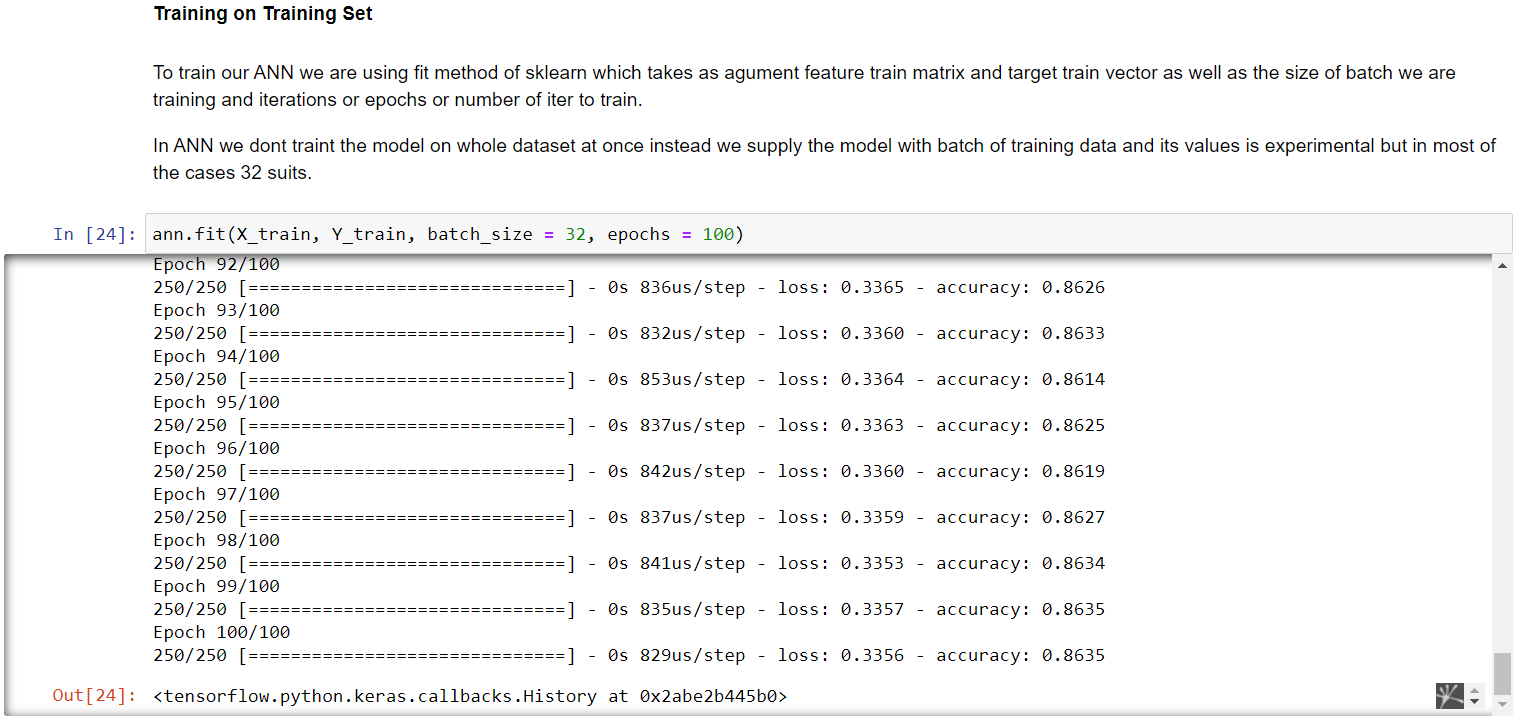 Training on Training Set
To train our ANN we are using fit method of sklearn which takes as agument feature train matrix and target train vector as well as the size of batch we are
training and iterations or epochs or number of iter to train.
In ANN we dont traint the model on whole dataset at once instead we supply the model with batch of training data and its values is experimental but in most of
the cases 32 suits.
In [24]: ann.fit(X_train, Y_train, batch_size = 32, epochs = 100)
Epoch 92/100
250/250 [==============================] - 0s 836us/step - loss: 0.3365 - accuracy: 0.8626
Epoch 93/100
250/250 [==============================] - 0s 832us/step - loss: 0.3360 - accuracy: 0.8633
Epoch 94/100
250/250 [==============================] - 0s 853us/step - loss: 0.3364 - accuracy: 0.8614
Epoch 95/100
250/250 [==============================] - 0s 837us/step - loss: 0.3363 - accuracy: 0.8625
Epoch 96/100
250/250 [==============================] - 0s 842us/step - loss: 0.3360 - accuracy: 0.8619
Epoch 97/100
250/250 [==============================] - 0s 837us/step - loss: 0.3359 - accuracy: 0.8627
Epoch 98/100
250/250 [==============================] - 0s 841us/step - loss: 0.3353 - accuracy: 0.8634
Epoch 99/100
250/250 [==============================] - 0s 835us/step - loss: 0.3357 - accuracy: 0.8635
Epoch 100/100
250/250 [==============================] - 0s 829us/step - loss: 0.3356 - accuracy: 0.8635
Out[24]: <tensorflow.python.keras.callbacks.History at 0x2abe2b445b0>